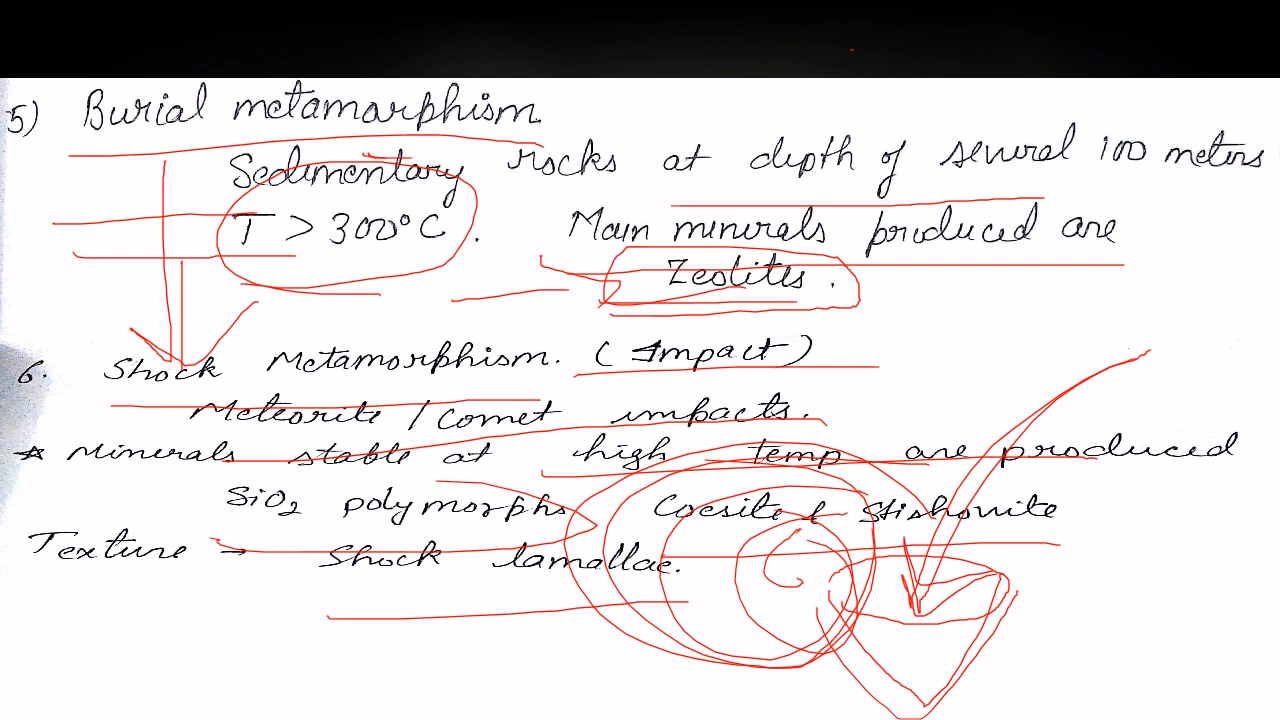 5) Burial metamorphism.
Sedimentary rocks at depth of several 100 meters
T > 300°C. Main minerals produced are
Zeolites.
6. Shock Metamorphism. (Impact)
Meteorite / comet impacts.
* Minerals stable at high temp are produced
SiO₂ polymorphs Coesite & Stishovite
Texture → Shock lamallae.